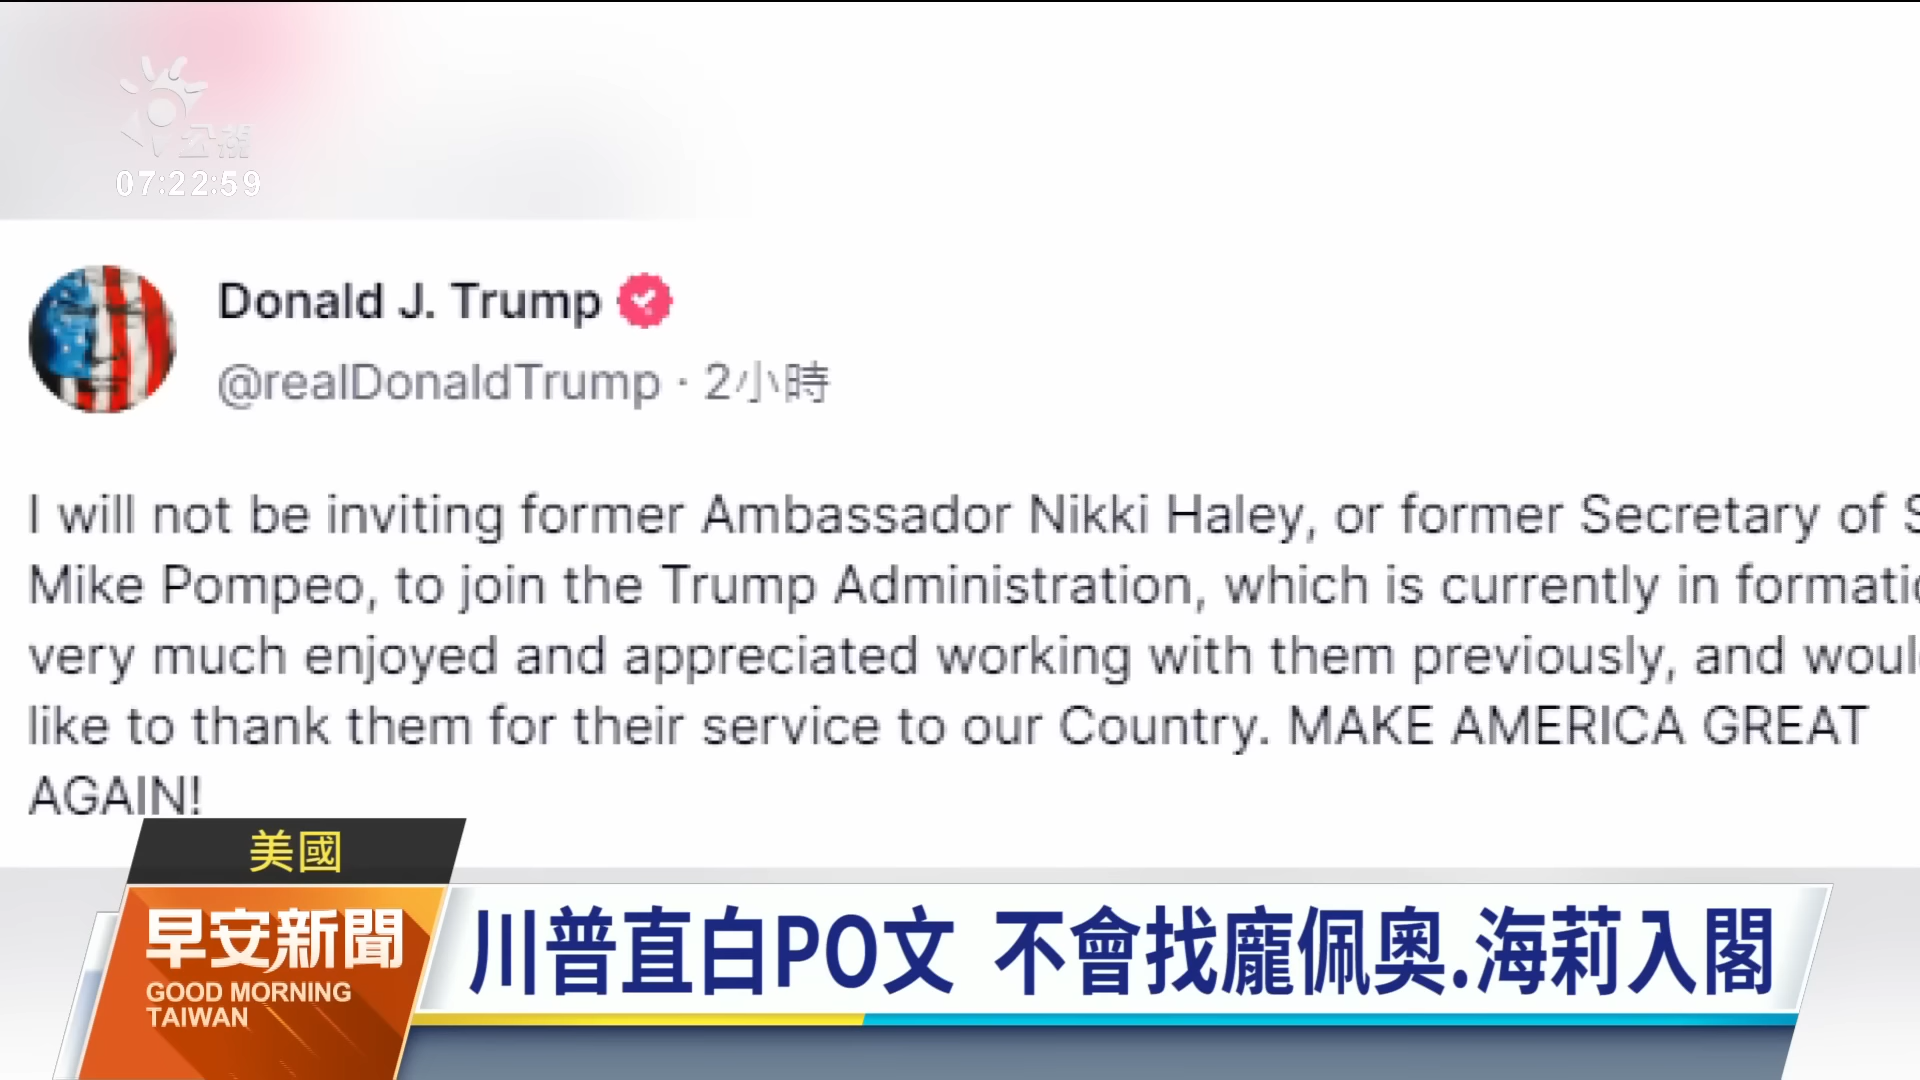 公視
07:22:59
Donald J. Trump
@realDonaldTrump · 2小時
I will not be inviting former Ambassador Nikki Haley, or former Secretary of S
Mike Pompeo, to join the Trump Administration, which is currently in formatio
very much enjoyed and appreciated working with them previously, and would
like to thank them for their service to our Country. MAKE AMERICA GREAT
AGAIN!
美國
早安新聞
GOOD MORNING
TAIWAN
川普直白PO文 不會找龐佩奧.海莉入閣